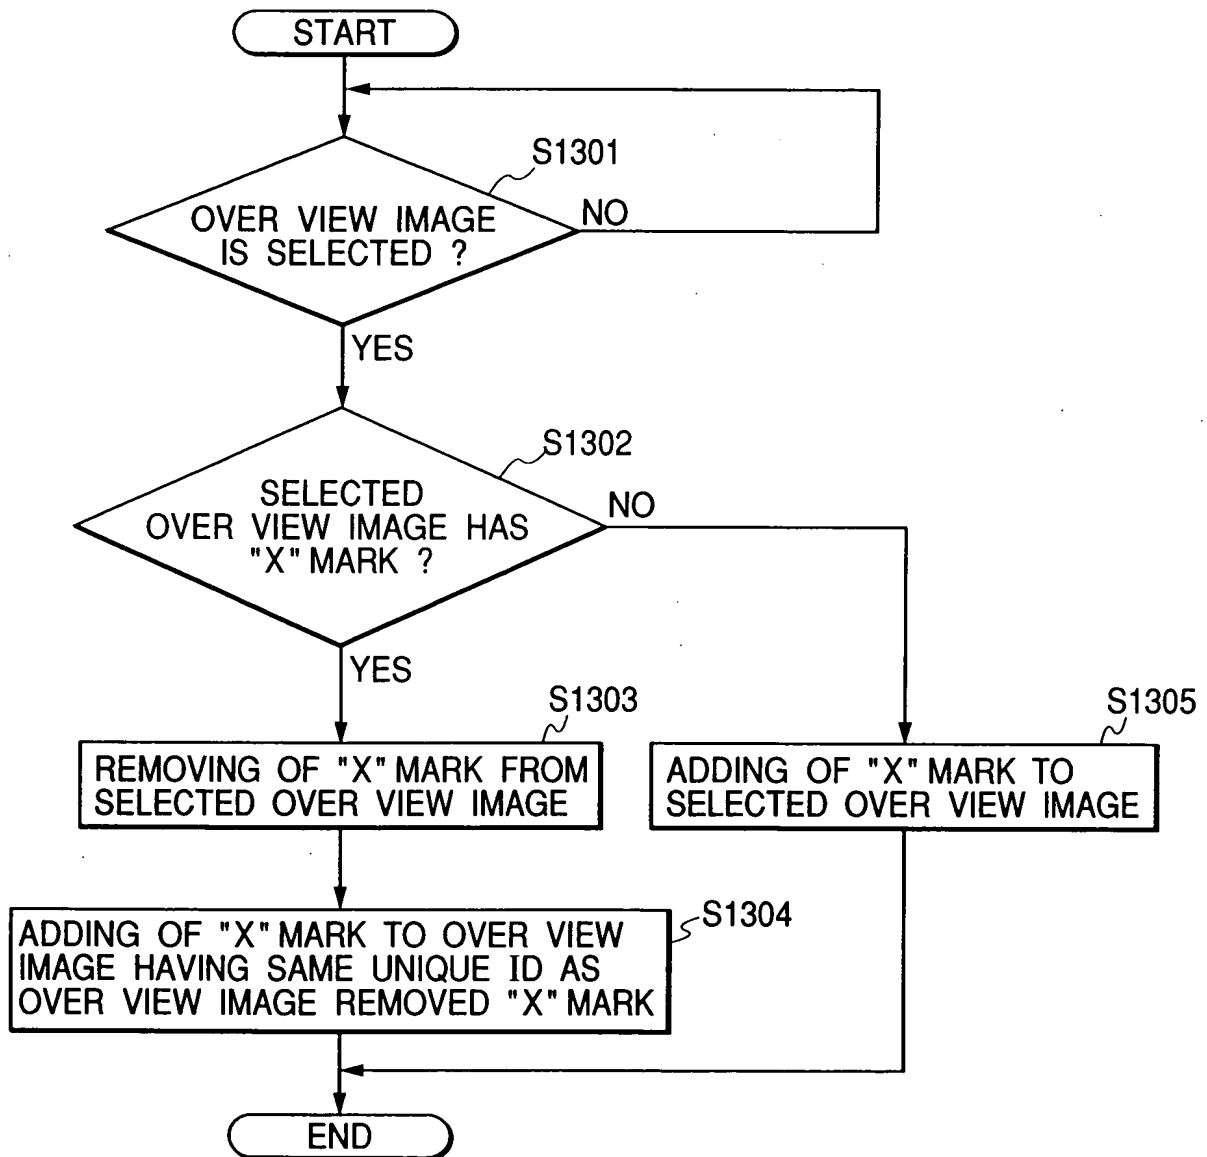 START
S1301
OVER VIEW IMAGE
IS SELECTED ?
NO
YES
S1302
SELECTED
OVER VIEW IMAGE HAS
"X" MARK ?
NO
YES
S1303
REMOVING OF "X" MARK FROM
SELECTED OVER VIEW IMAGE
S1305
ADDING OF "X" MARK TO
SELECTED OVER VIEW IMAGE
S1304
ADDING OF "X" MARK TO OVER VIEW
IMAGE HAVING SAME UNIQUE ID AS
OVER VIEW IMAGE REMOVED "X" MARK
END